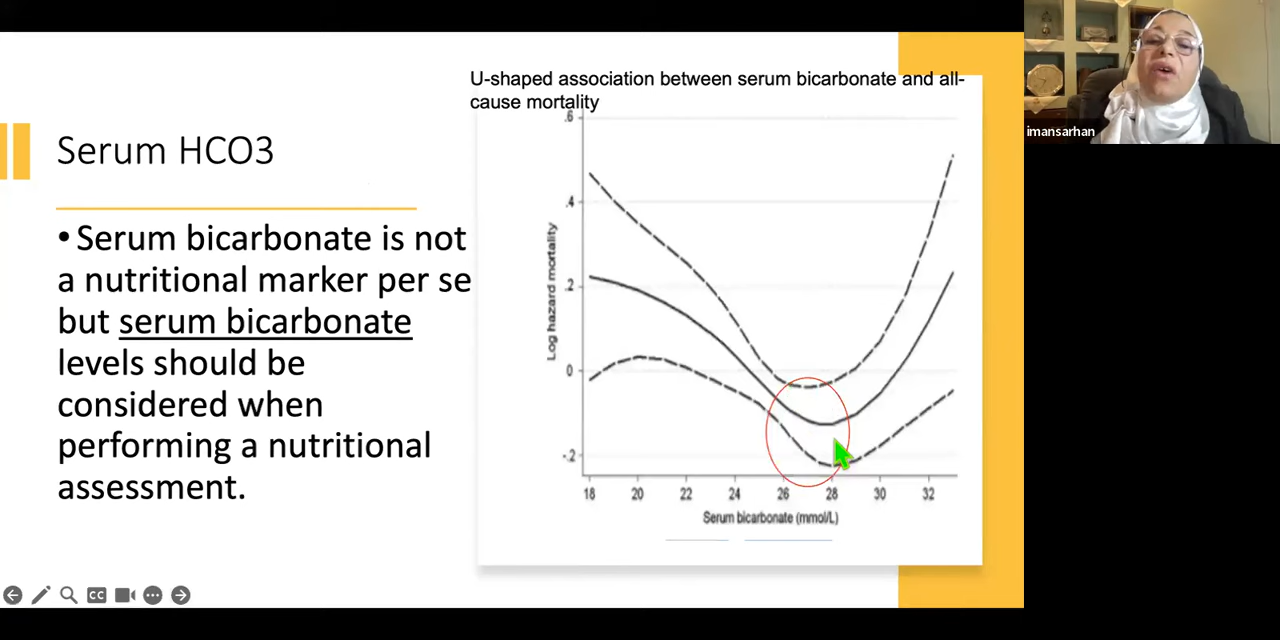 U-shaped association between serum bicarbonate and all-
cause mortality
Serum HCO3
• Serum bicarbonate is not
a nutritional marker per se
but serum bicarbonate
levels should be
considered when
performing a nutritional
assessment.
.6
.4
.2
0
-.2
Log hazard mortality
18 20 22 24 26 28 30 32
Serum bicarbonate (mmol/L)
imansarhan
CC